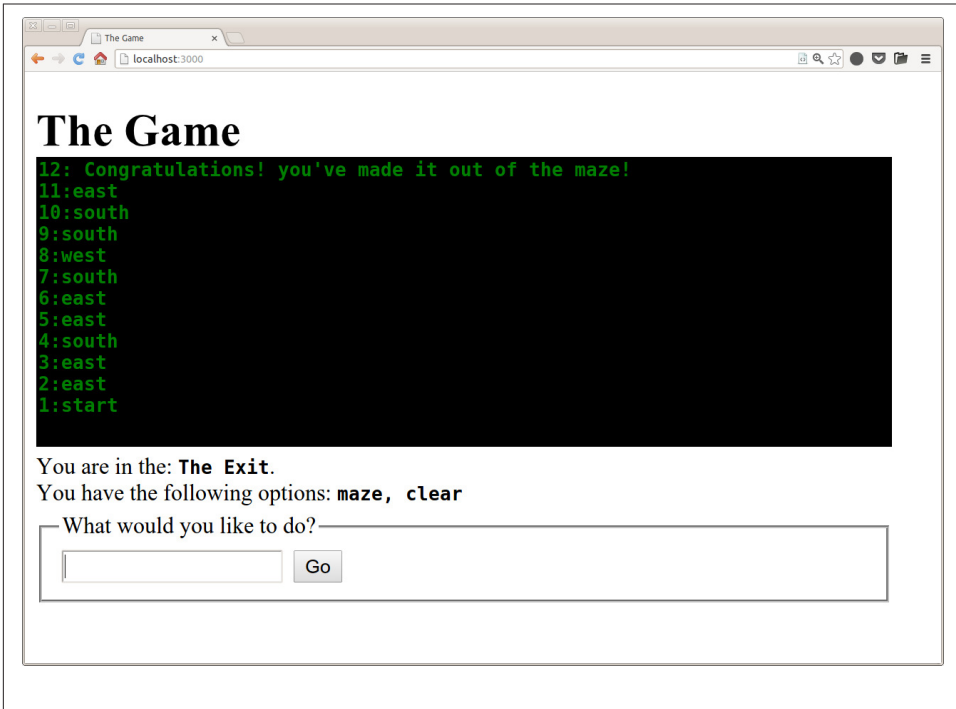 The Game
localhost:3000
The Game
12: Congratulations! you've made it out of the maze!
11:east
10:south
9:south
8:west
7:south
6:east
5:east
4:south
3:east
2:east
1:start
You are in the: The Exit.
You have the following options: maze, clear
What would you like to do?
Go